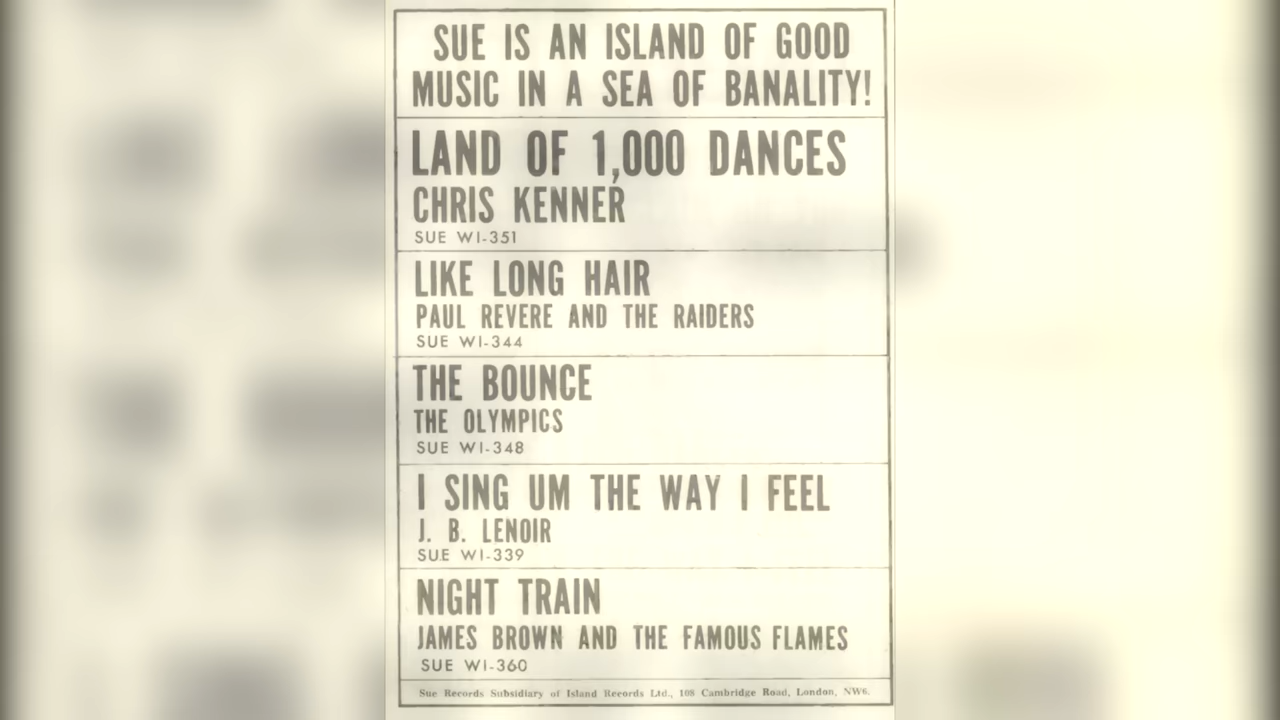 SUE IS AN ISLAND OF GOOD
MUSIC IN A SEA OF BANALITY!
LAND OF 1,000 DANCES
CHRIS KENNER
SUE WI-351
LIKE LONG HAIR
PAUL REVERE AND THE RAIDERS
SUE WI-344
THE BOUNCE
THE OLYMPICS
SUE WI-348
I SING UM THE WAY I FEEL
J. B. LENOIR
SUE WI-339
NIGHT TRAIN
JAMES BROWN AND THE FAMOUS FLAMES
SUE WI-360
Sue Records Subsidiary of Island Records Ltd., 108 Cambridge Road, London, NW6.